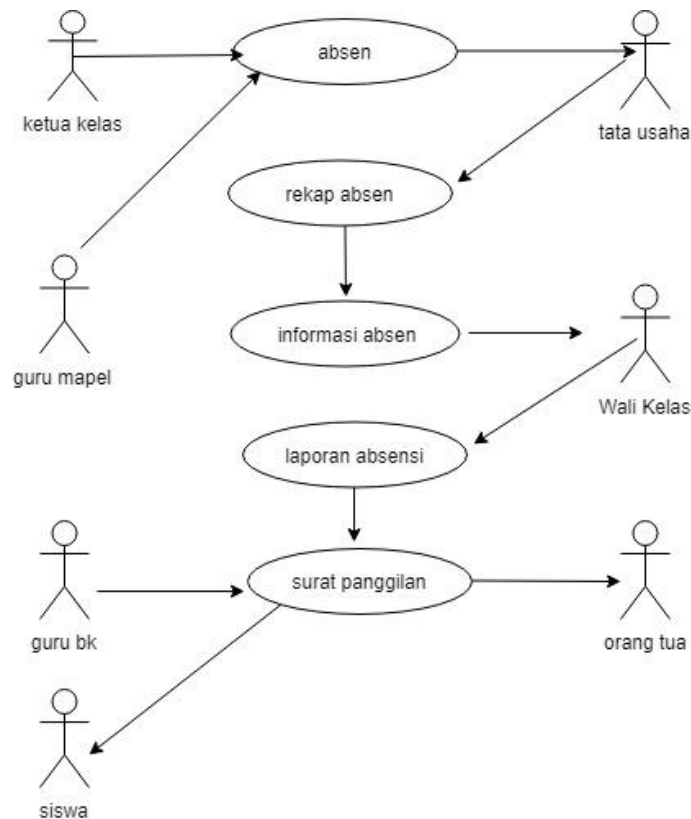 absen
ketua kelas
tata usaha
rekap absen
guru mapel
informasi absen
Wali Kelas
laporan absensi
surat panggilan
guru bk
orang tua
siswa